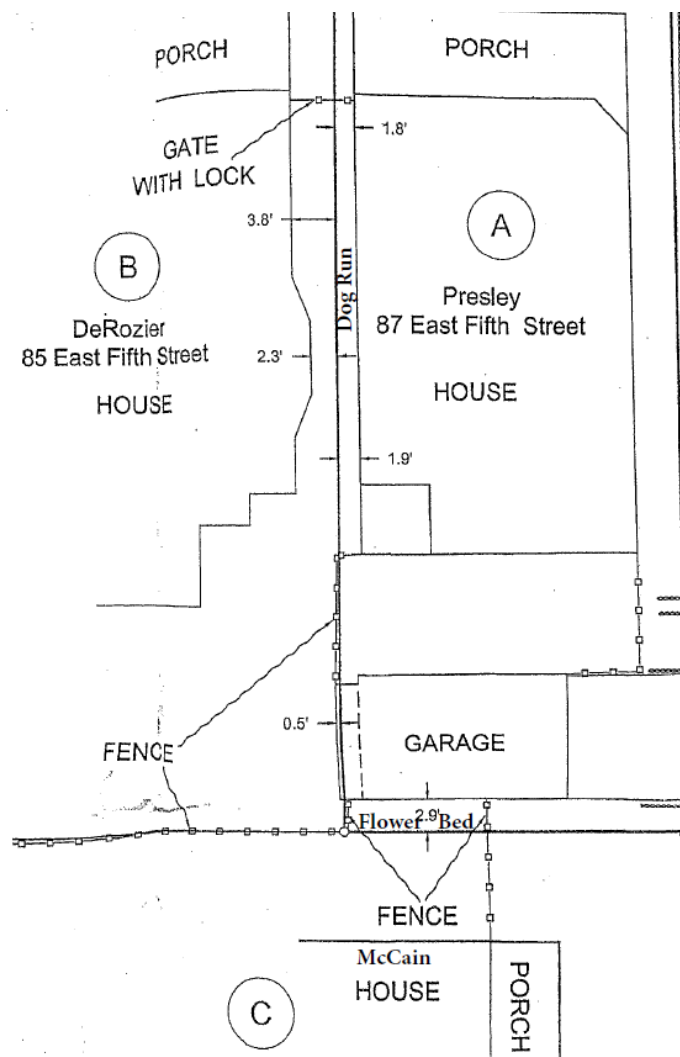 PORCH
PORCH
GATE
WITH LOCK
1.8'
3.8'
A
B
Dog Run
Presley
87 East Fifth Street
DeRozier
85 East Fifth Street
2.3'
HOUSE
HOUSE
1.9'
0.5'
FENCE
GARAGE
Flower Bed
2.9'
FENCE
McCain
HOUSE
PORCH
C